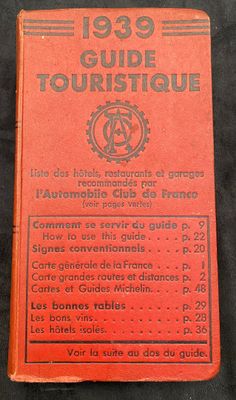 1939
GUIDE
TOURISTIQUE
ACF
Liste des hôtels, restaurants et garages
recommandés par
l'Automobile Club de France
(voir pages vertes)
Comment se servir du guide p. 9
How to use this guide .... p. 22
Signes conventionnels .. p. 20
Carte générale de la France .. p. 1
Carte grandes routes et distances p. 2
Cartes et Guides Michelin.... p. 48
Les bonnes tables........ p. 29
Les bons vins........... p. 28
Les hôtels isolés........ p. 36
Voir la suite au dos du guide.